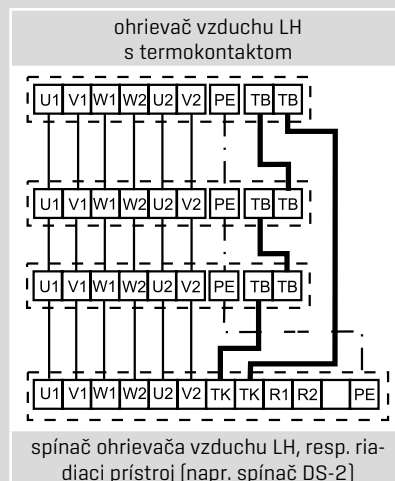 ohrievač vzduchu LH
s termokontaktom
U1 V1 W1 W2 U2 V2 PE TB TB
U1 V1 W1 W2 U2 V2 PE TB TB
U1 V1 W1 W2 U2 V2 PE TB TB
U1 V1 W1 W2 U2 V2 TK TK R1 R2 PE
spínač ohrievača vzduchu LH, resp. ria-
diaci prístroj (napr. spínač DS-2)